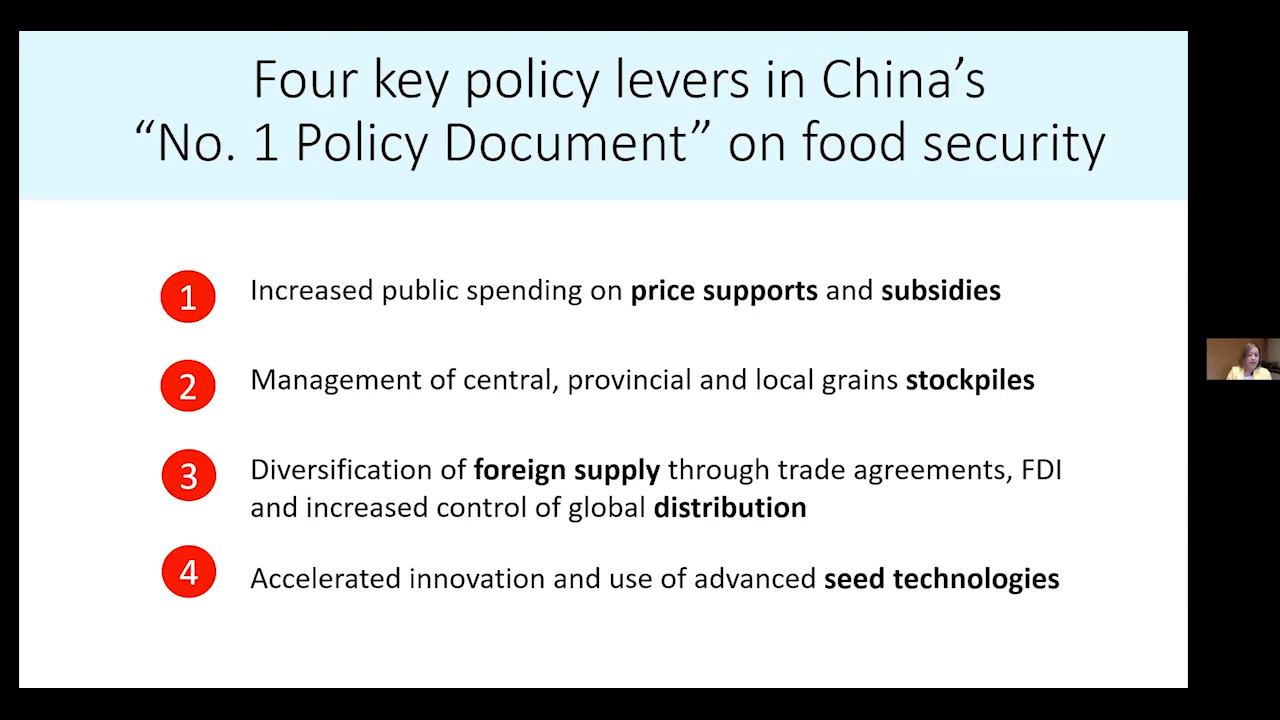 Four key policy levers in China’s
“No. 1 Policy Document” on food security
1 Increased public spending on price supports and subsidies
2 Management of central, provincial and local grains stockpiles
3 Diversification of foreign supply through trade agreements, FDI
and increased control of global distribution
4 Accelerated innovation and use of advanced seed technologies